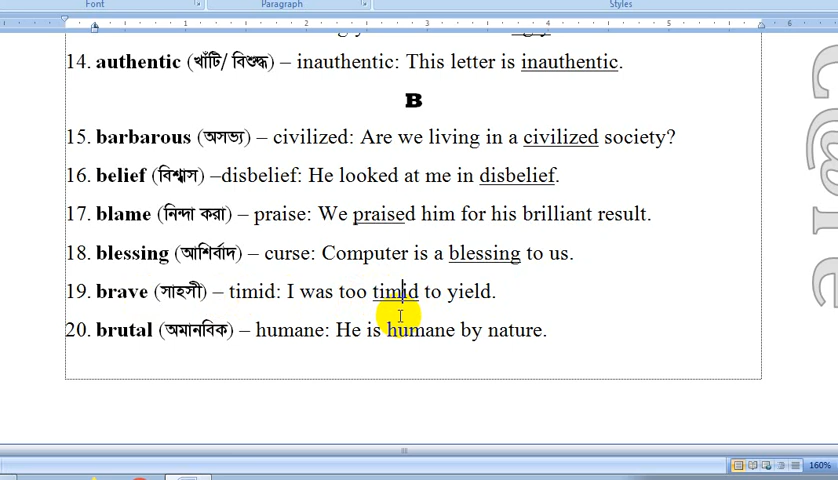 Font Paragraph Styles
14. authentic (খাঁটি/ বিশুদ্ধ) – inauthentic: This letter is inauthentic.
B
15. barbarous (অসভ্য) – civilized: Are we living in a civilized society?
16. belief (বিশ্বাস) –disbelief: He looked at me in disbelief.
17. blame (নিন্দা করা) – praise: We praised him for his brilliant result.
18. blessing (আশির্বাদ) – curse: Computer is a blessing to us.
19. brave (সাহসী) – timid: I was too timid to yield.
20. brutal (অমানবিক) – humane: He is humane by nature.
160%